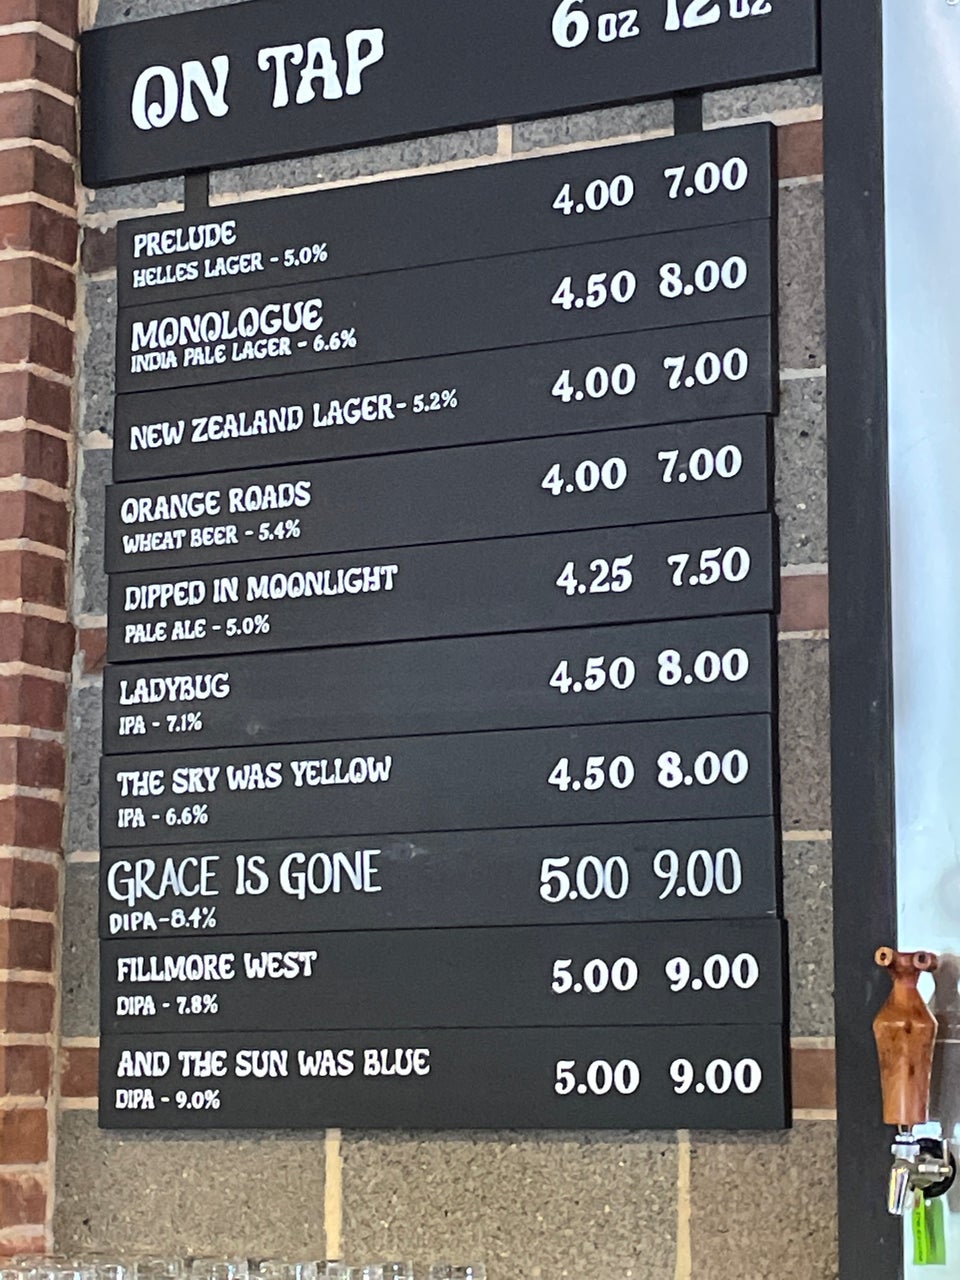 ON TAP 6 OZ 12 OZ
PRELUDE 4.00 7.00
HELLES LAGER - 5.0%
MONOLOGUE 4.50 8.00
INDIA PALE LAGER - 6.6%
NEW ZEALAND LAGER - 5.2% 4.00 7.00
ORANGE ROADS 4.00 7.00
WHEAT BEER - 5.4%
DIPPED IN MOONLIGHT 4.25 7.50
PALE ALE - 5.0%
LADYBUG 4.50 8.00
IPA - 7.1%
THE SKY WAS YELLOW 4.50 8.00
IPA - 6.6%
GRACE IS GONE 5.00 9.00
DIPA - 8.4%
FILLMORE WEST 5.00 9.00
DIPA - 7.8%
AND THE SUN WAS BLUE 5.00 9.00
DIPA - 9.0%